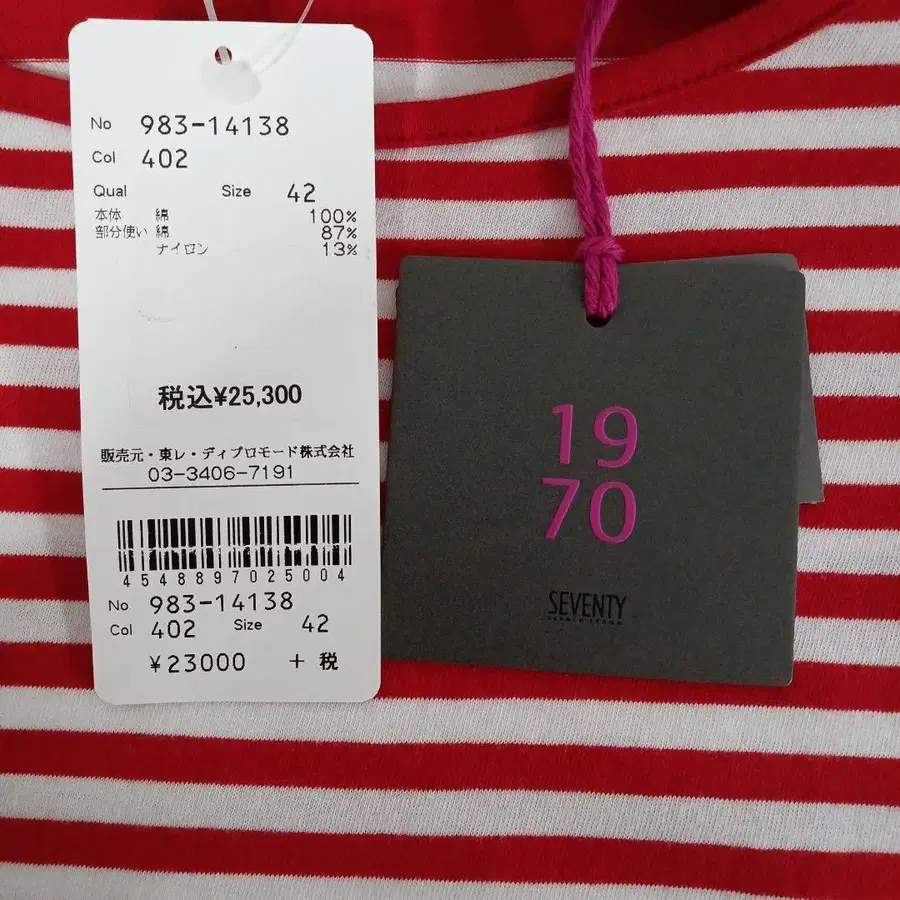 No 983-14138
Col 402
Qual Size 42
本体 綿 100%
部分使い 綿 87%
ナイロン 13%
税込¥25,300
販売元・東レ・ディプロモード株式会社
03-3406-7191
4548897025004
No 983-14138
Col 402 Size 42
¥23000 + 税
19
70
SEVENTY